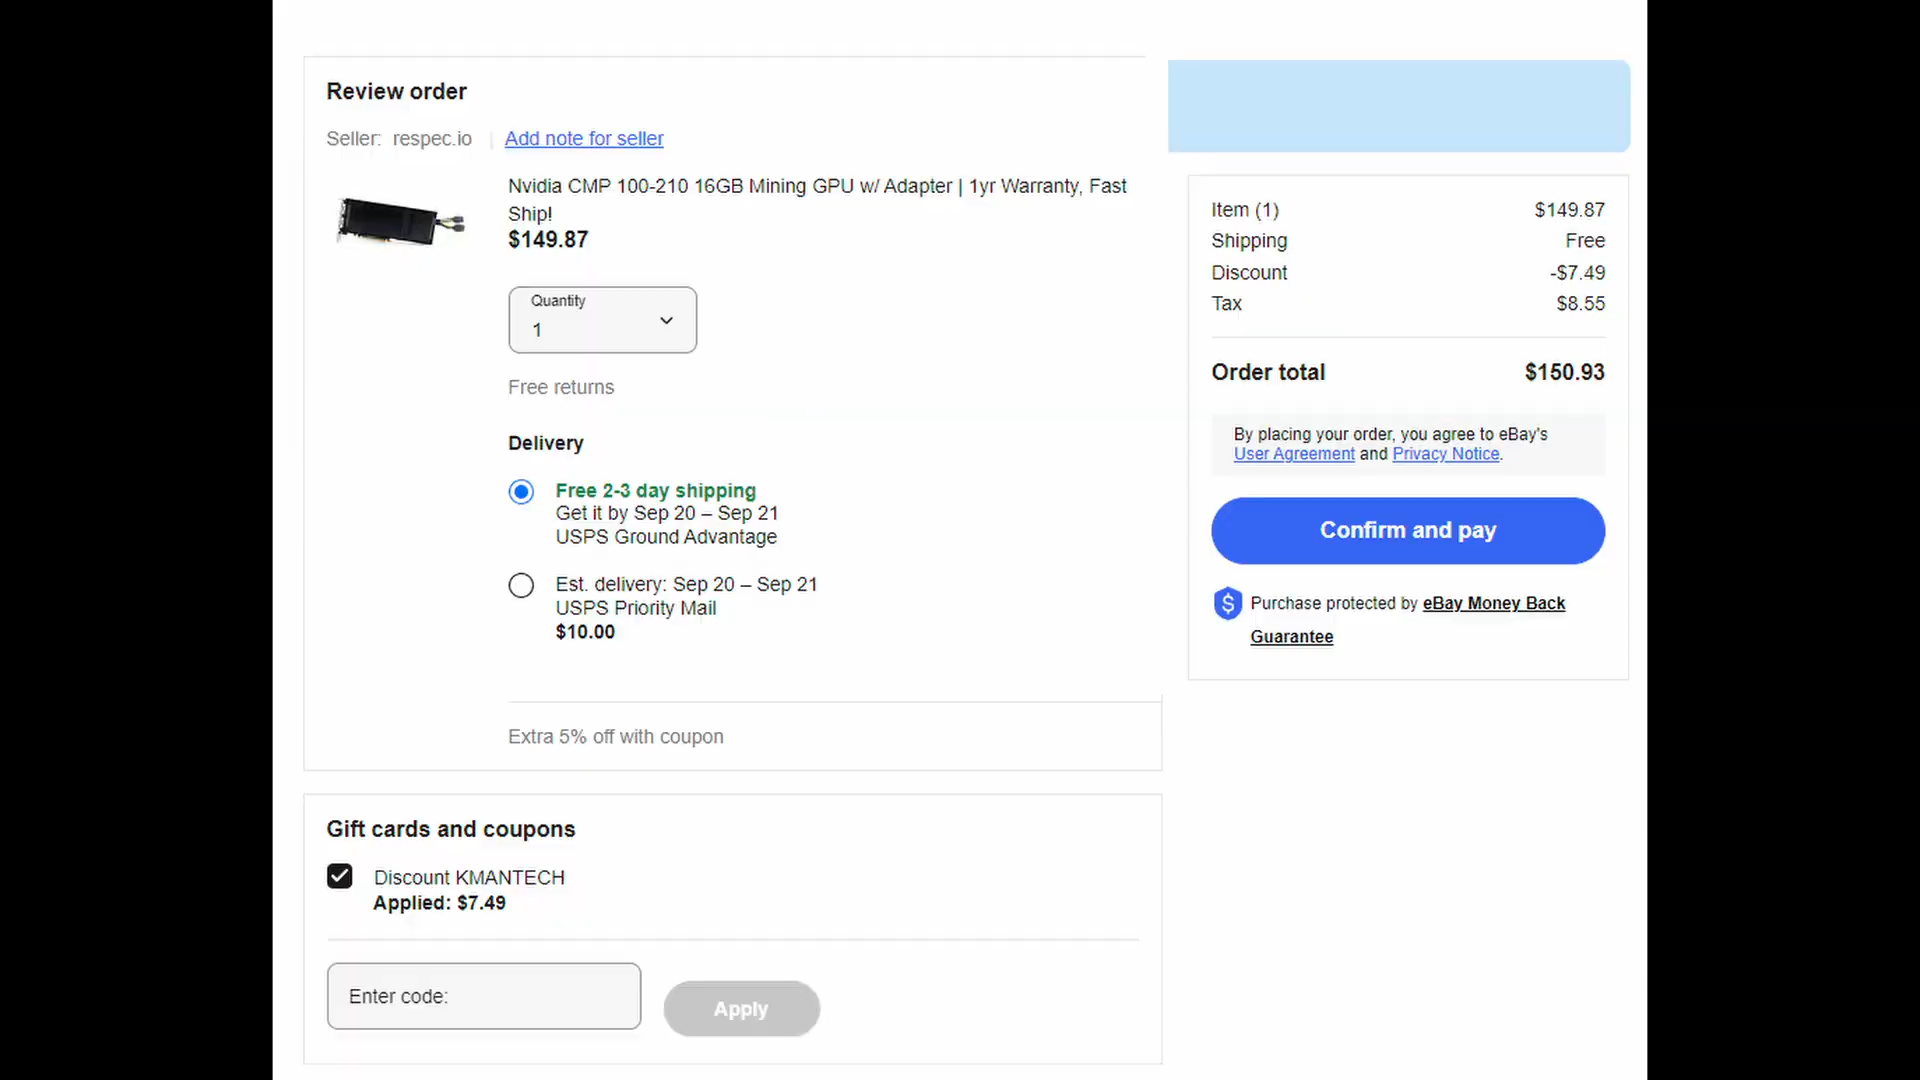 Review order
Seller: respec.io
Add note for seller
Nvidia CMP 100-210 16GB Mining GPU w/ Adapter | 1yr Warranty, Fast
Ship!
$149.87
Quantity
1
Free returns
Delivery
Free 2-3 day shipping
Get it by Sep 20 – Sep 21
USPS Ground Advantage
Est. delivery: Sep 20 – Sep 21
USPS Priority Mail
$10.00
Extra 5% off with coupon
Gift cards and coupons
Discount KMANTECH
Applied: $7.49
Enter code:
Apply
Item (1) $149.87
Shipping Free
Discount -$7.49
Tax $8.55
Order total $150.93
By placing your order, you agree to eBay's
User Agreement and Privacy Notice.
Confirm and pay
Purchase protected by eBay Money Back
Guarantee